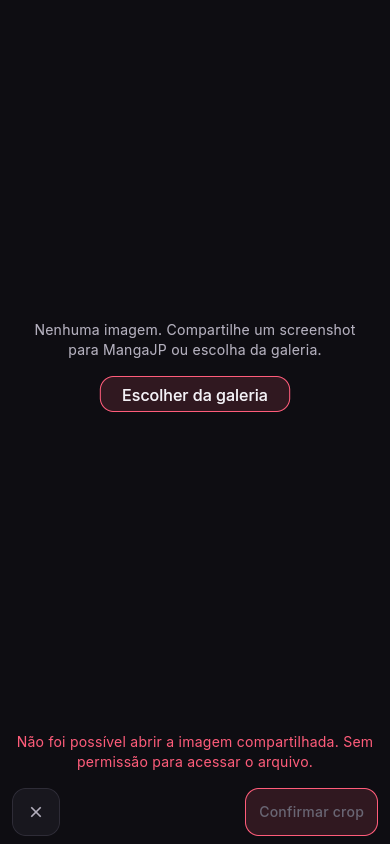 Nenhuma imagem. Compartilhe um screenshot
para MangaJP ou escolha da galeria.
Escolher da galeria
Não foi possível abrir a imagem compartilhada. Sem
permissão para acessar o arquivo.
Confirmar crop